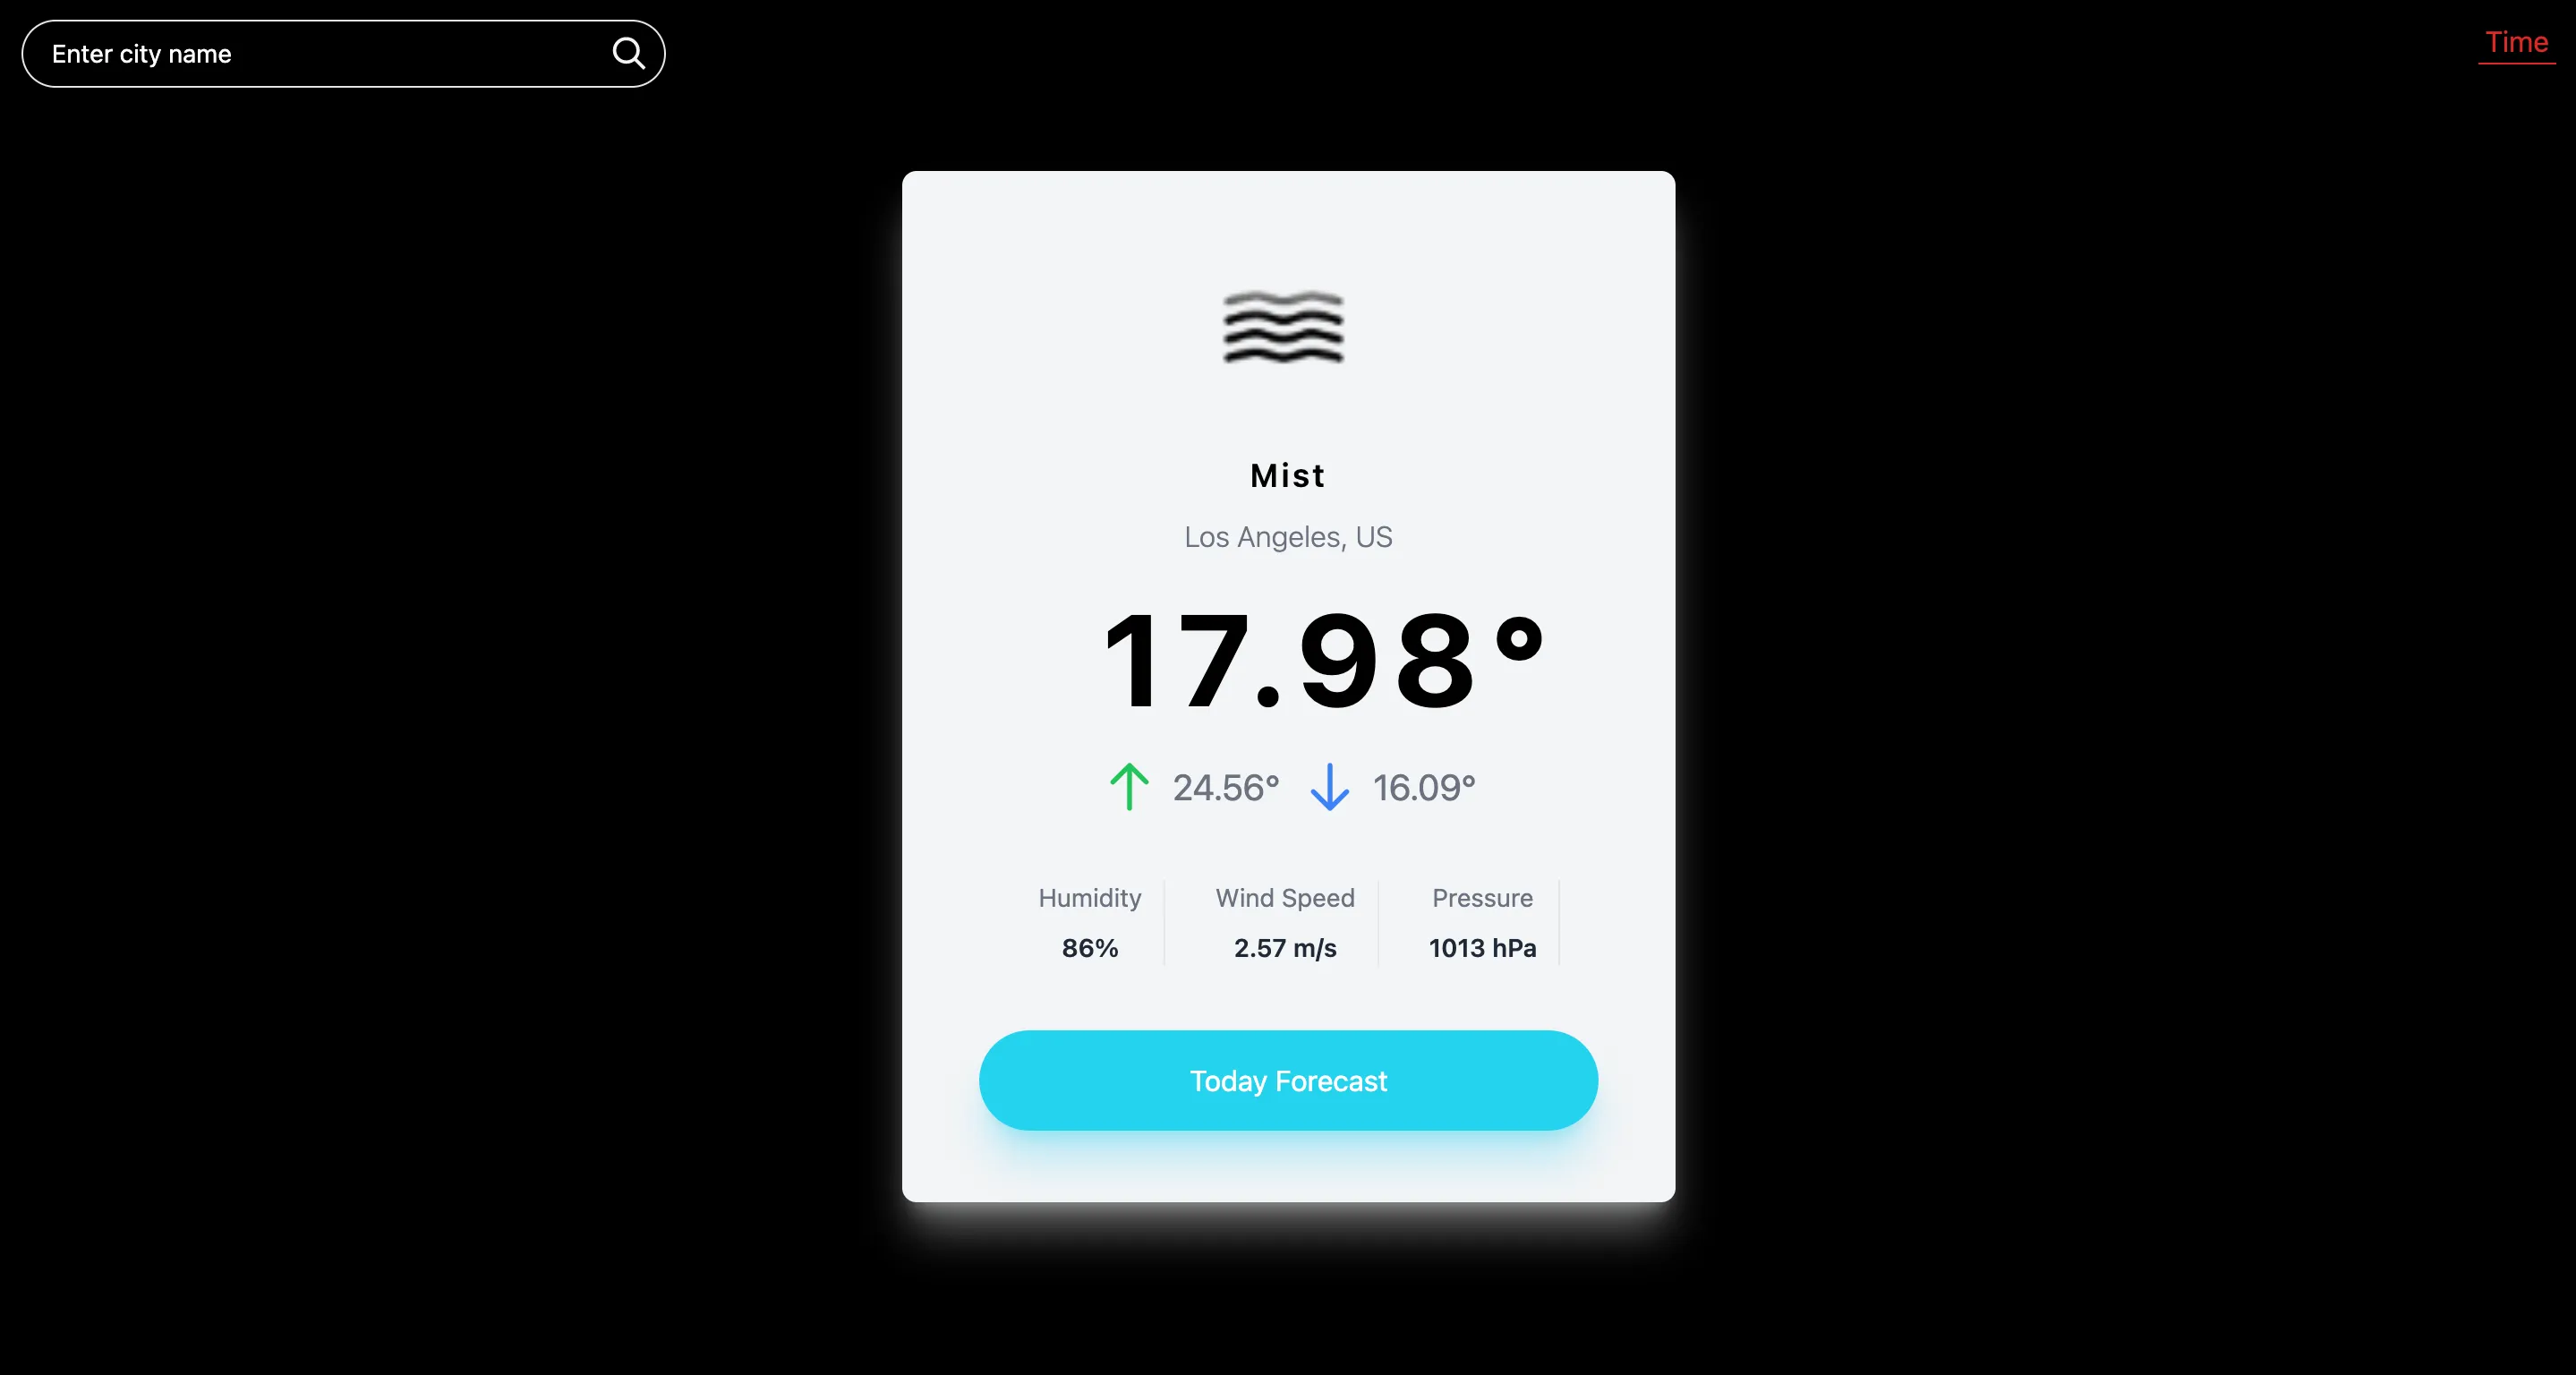 Enter city name
Time
Mist
Los Angeles, US
17.98°
24.56° 16.09°
Humidity Wind Speed Pressure
86% 2.57 m/s 1013 hPa
Today Forecast